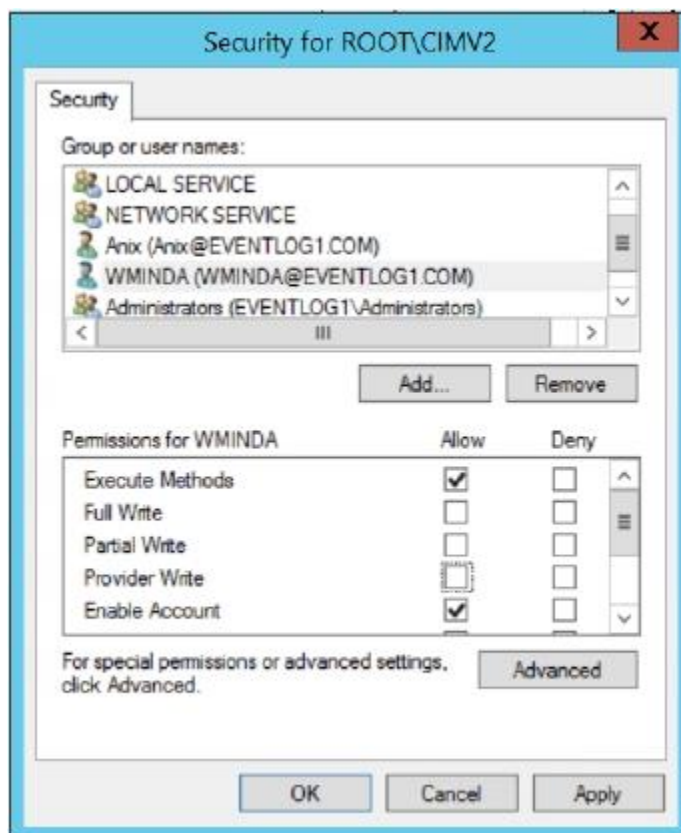 Security for ROOT\CIMV2
X
Security
Group or user names:
LOCAL SERVICE
NETWORK SERVICE
Anix (Anix@EVENTLOG1.COM)
WMINDA (WMINDA@EVENTLOG1.COM)
Administrators (EVENTLOG1\Administrators)
Add...
Remove
Permissions for WMINDA
Allow
Deny
Execute Methods
Full Write
Partial Write
Provider Write
Enable Account
For special permissions or advanced settings,
click Advanced.
Advanced
OK
Cancel
Apply